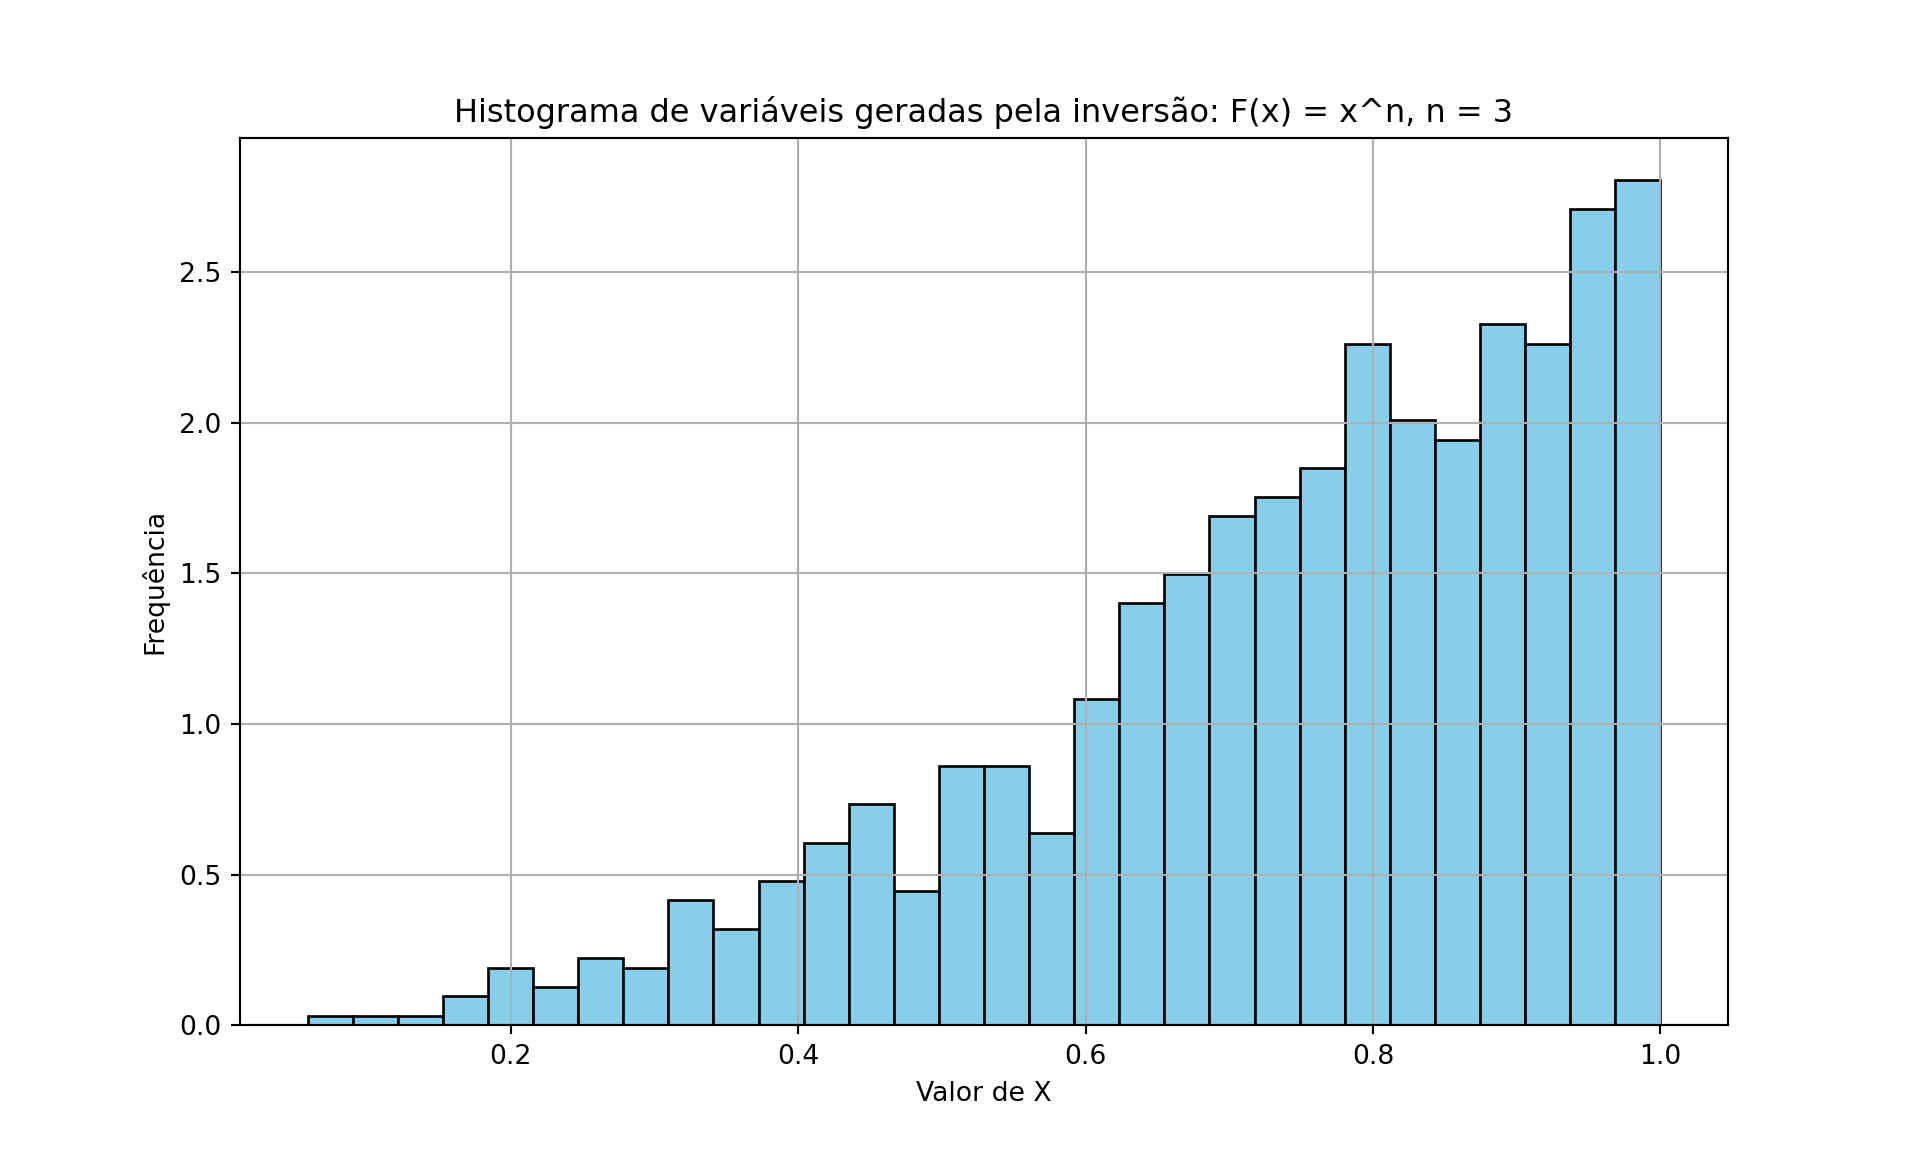 Histograma de variáveis geradas pela inversão: F(x) = x^n, n = 3
Frequência
2.5
2.0
1.5
1.0
0.5
0.0
0.2 0.4 0.6 0.8 1.0
Valor de X